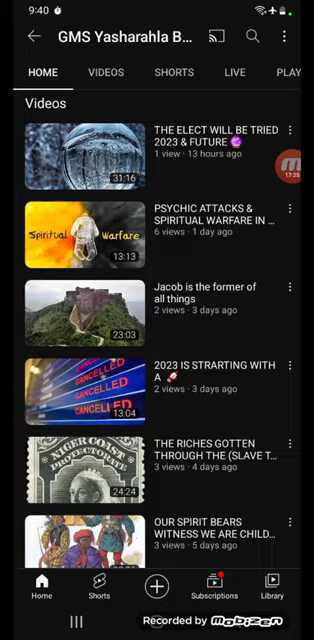 9:40
GMS Yasharahla B...
HOME VIDEOS SHORTS LIVE PLAY
Videos
31:16
THE ELECT WILL BE TRIED
2023 & FUTURE 🔮
1 view · 13 hours ago
17:25
Spiritual Warfare
13:13
PSYCHIC ATTACKS &
SPIRITUAL WARFARE IN ...
6 views · 1 day ago
23:03
Jacob is the former of
all things
2 views · 3 days ago
CANCELLED
CANCELLED
CANCELLED
CANCELLED
13:04
2023 IS STRARTING WITH
A 🚀
2 views · 3 days ago
NIGER COAST
PROTECTORATE
24:24
THE RICHES GOTTEN
THROUGH THE (SLAVE T...
3 views · 4 days ago
OUR SPIRIT BEARS
WITNESS WE ARE CHILD...
3 views · 5 days ago
Home Shorts Subscriptions Library
Recorded by Mobizen